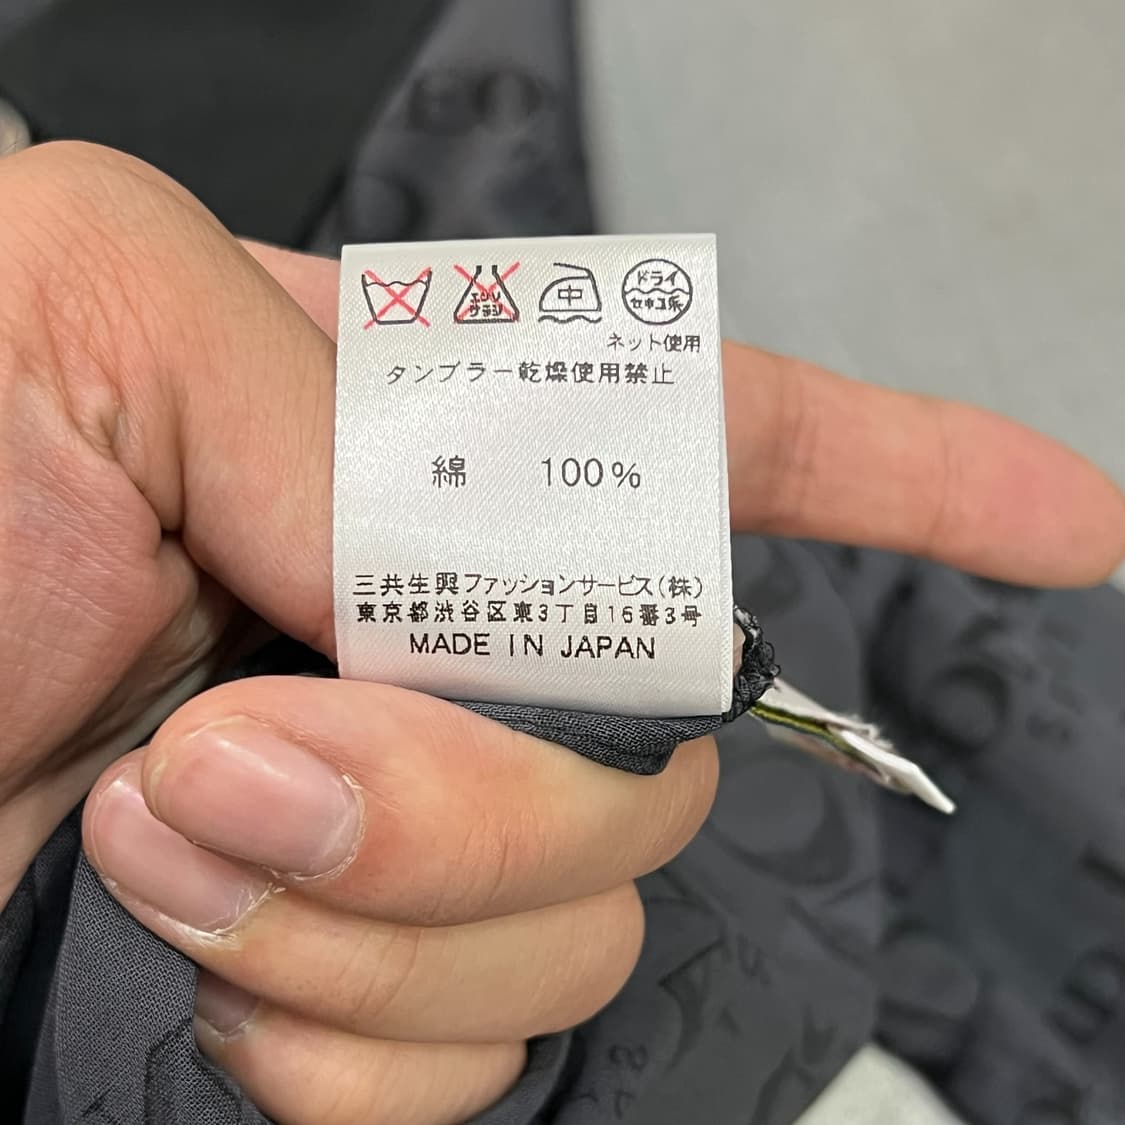 エンソ
サラシ
中
ドライ
セキユ系
ネット使用
タンブラー乾燥使用禁止
綿 100%
三共生興ファッションサービス(株)
東京都渋谷区東3丁目16番3号
MADE IN JAPAN